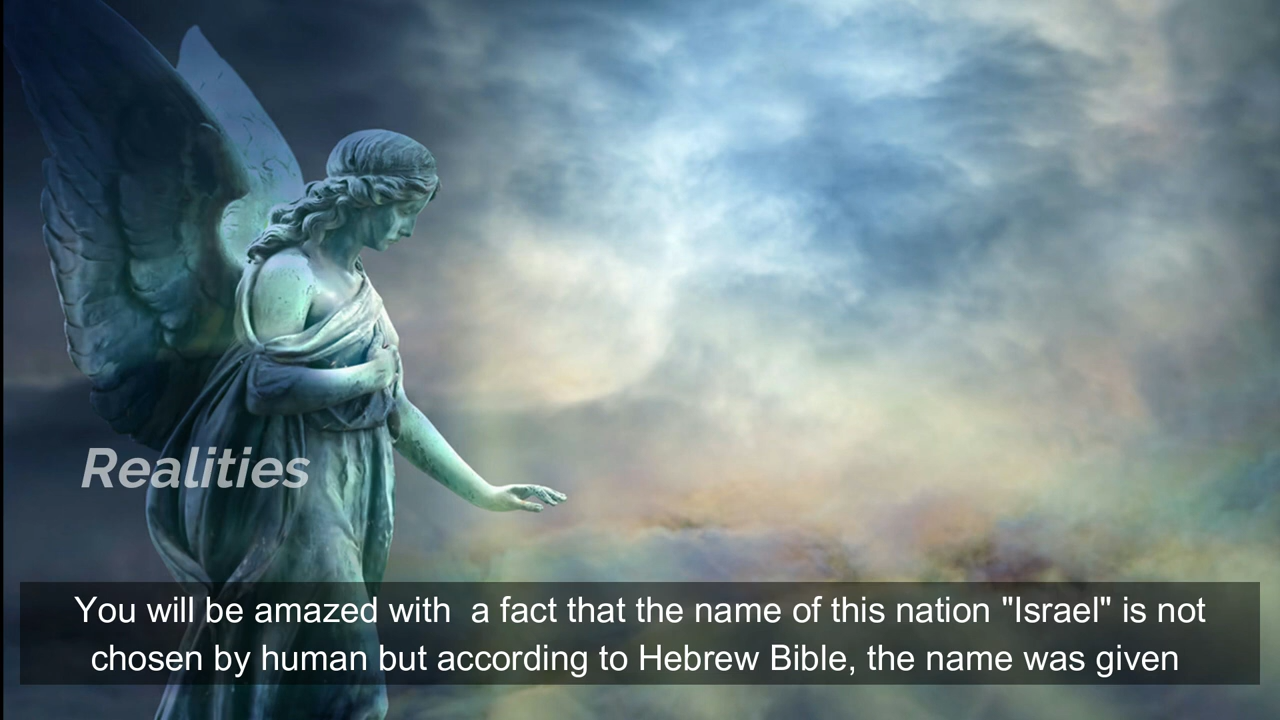 Realities
You will be amazed with  a fact that the name of this nation "Israel" is not
chosen by human but according to Hebrew Bible, the name was given